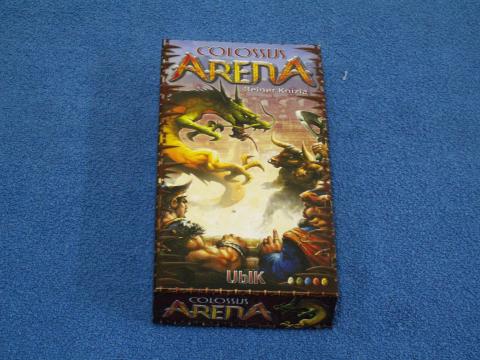 COLOSSUS
ARENA
Reiner Knizia
UbIK
COLOSSUS
ARENA